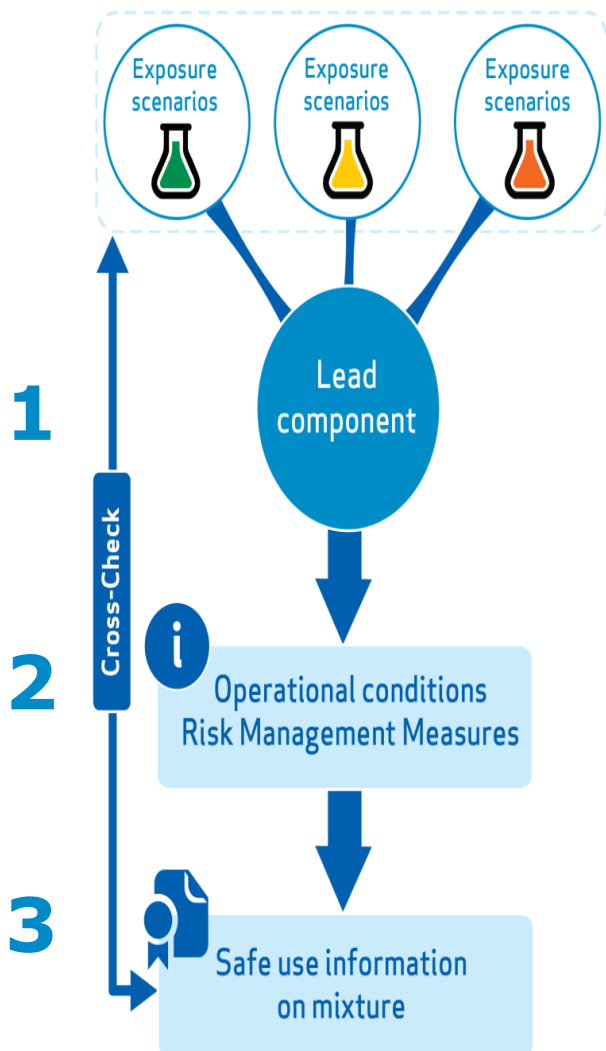 Exposure
scenarios
Exposure
scenarios
Exposure
scenarios
1
Lead
component
Cross-Check
2
i
Operational conditions
Risk Management Measures
3
Safe use information
on mixture